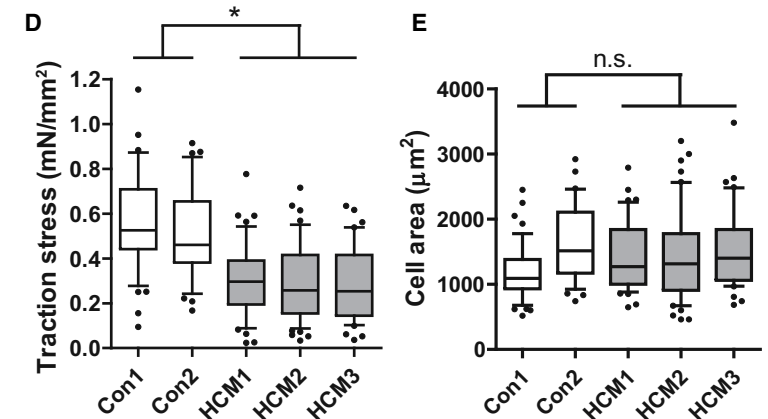 D
*
Traction stress (mN/mm²)
1.2
1.0
0.8
0.6
0.4
0.2
0.0
Con1
Con2
HCM1
HCM2
HCM3
E
n.s.
Cell area (μm²)
4000
3000
2000
1000
0
Con1
Con2
HCM1
HCM2
HCM3